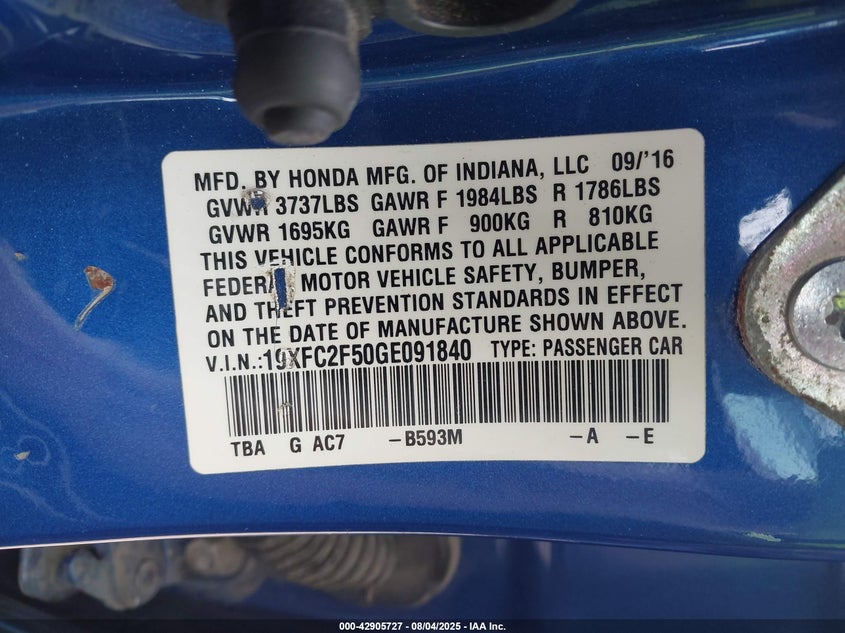 MFD. BY HONDA MFG. OF INDIANA, LLC 09/'16
GVWR 3737LBS GAWR F 1984LBS R 1786LBS
GVWR 1695KG GAWR F 900KG R 810KG
THIS VEHICLE CONFORMS TO ALL APPLICABLE
FEDERAL MOTOR VEHICLE SAFETY, BUMPER,
AND THEFT PREVENTION STANDARDS IN EFFECT
ON THE DATE OF MANUFACTURE SHOWN ABOVE.
V.I.N.:19XFC2F50GE091840 TYPE: PASSENGER CAR
TBA G AC7 –B593M –A –E
000-42905727 - 08/04/2025 - IAA Inc.